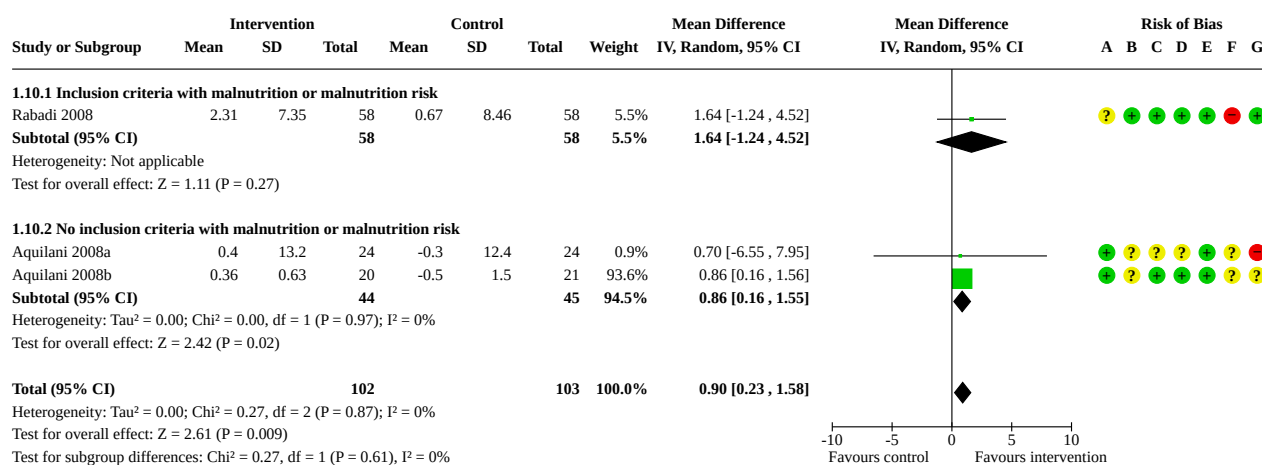 Intervention Control Mean Difference Mean Difference Risk of Bias
Study or Subgroup Mean SD Total Mean SD Total Weight IV, Random, 95% CI IV, Random, 95% CI A B C D E F G
1.10.1 Inclusion criteria with malnutrition or malnutrition risk
Rabadi 2008 2.31 7.35 58 0.67 8.46 58 5.5% 1.64 [-1.24 , 4.52] ? + + + + − +
Subtotal (95% CI) 58 58 5.5% 1.64 [-1.24 , 4.52]
Heterogeneity: Not applicable
Test for overall effect: Z = 1.11 (P = 0.27)
1.10.2 No inclusion criteria with malnutrition or malnutrition risk
Aquilani 2008a 0.4 13.2 24 -0.3 12.4 24 0.9% 0.70 [-6.55 , 7.95] + ? ? ? + ? −
Aquilani 2008b 0.36 0.63 20 -0.5 1.5 21 93.6% 0.86 [0.16 , 1.56] + ? + + + ? ?
Subtotal (95% CI) 44 45 94.5% 0.86 [0.16 , 1.55]
Heterogeneity: Tau² = 0.00; Chi² = 0.00, df = 1 (P = 0.97); I² = 0%
Test for overall effect: Z = 2.42 (P = 0.02)
Total (95% CI) 102 103 100.0% 0.90 [0.23 , 1.58]
Heterogeneity: Tau² = 0.00; Chi² = 0.27, df = 2 (P = 0.87); I² = 0%
Test for overall effect: Z = 2.61 (P = 0.009)
Test for subgroup differences: Chi² = 0.27, df = 1 (P = 0.61), I² = 0%
-10 -5 0 5 10
Favours control Favours intervention